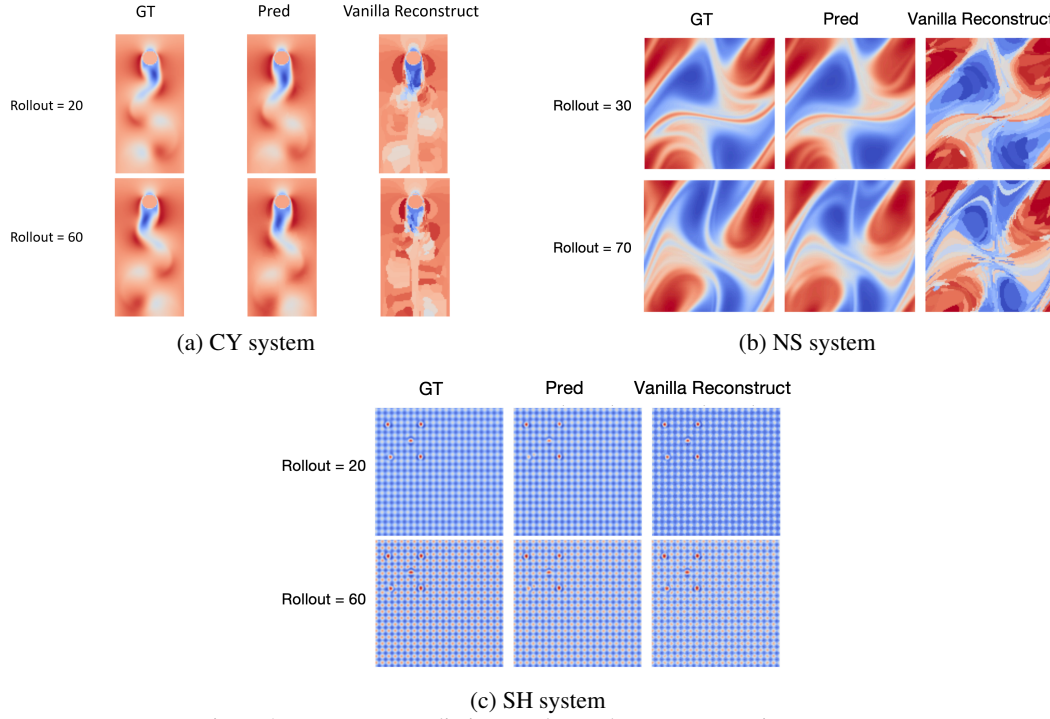 GT Pred Vanilla Reconstruct
Rollout = 20
Rollout = 60
(a) CY system
GT Pred Vanilla Reconstruct
Rollout = 30
Rollout = 70
(b) NS system
GT Pred Vanilla Reconstruct
Rollout = 20
Rollout = 60
(c) SH system